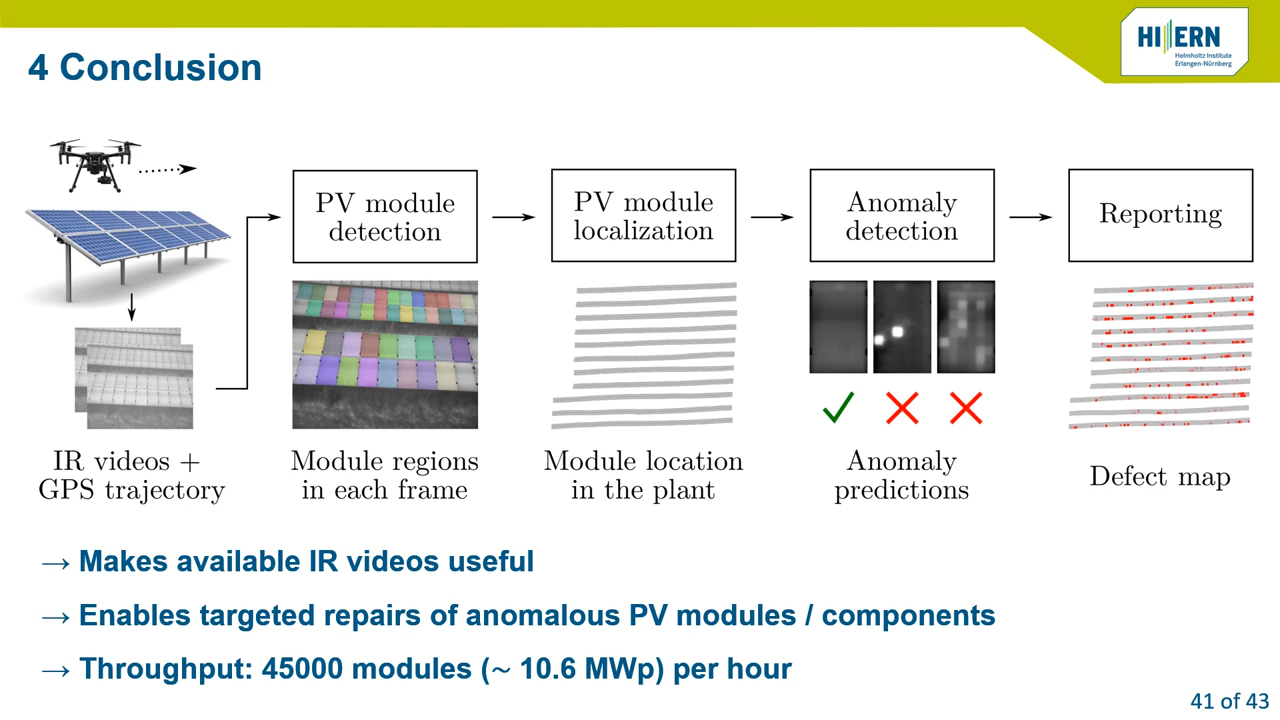 4 Conclusion
HI ERN
Helmholtz Institute
Erlangen-Nürnberg
PV module
detection
PV module
localization
Anomaly
detection
Reporting
IR videos +
GPS trajectory
Module regions
in each frame
Module location
in the plant
Anomaly
predictions
Defect map
→ Makes available IR videos useful
→ Enables targeted repairs of anomalous PV modules / components
→ Throughput: 45000 modules (~ 10.6 MWp) per hour
41 of 43